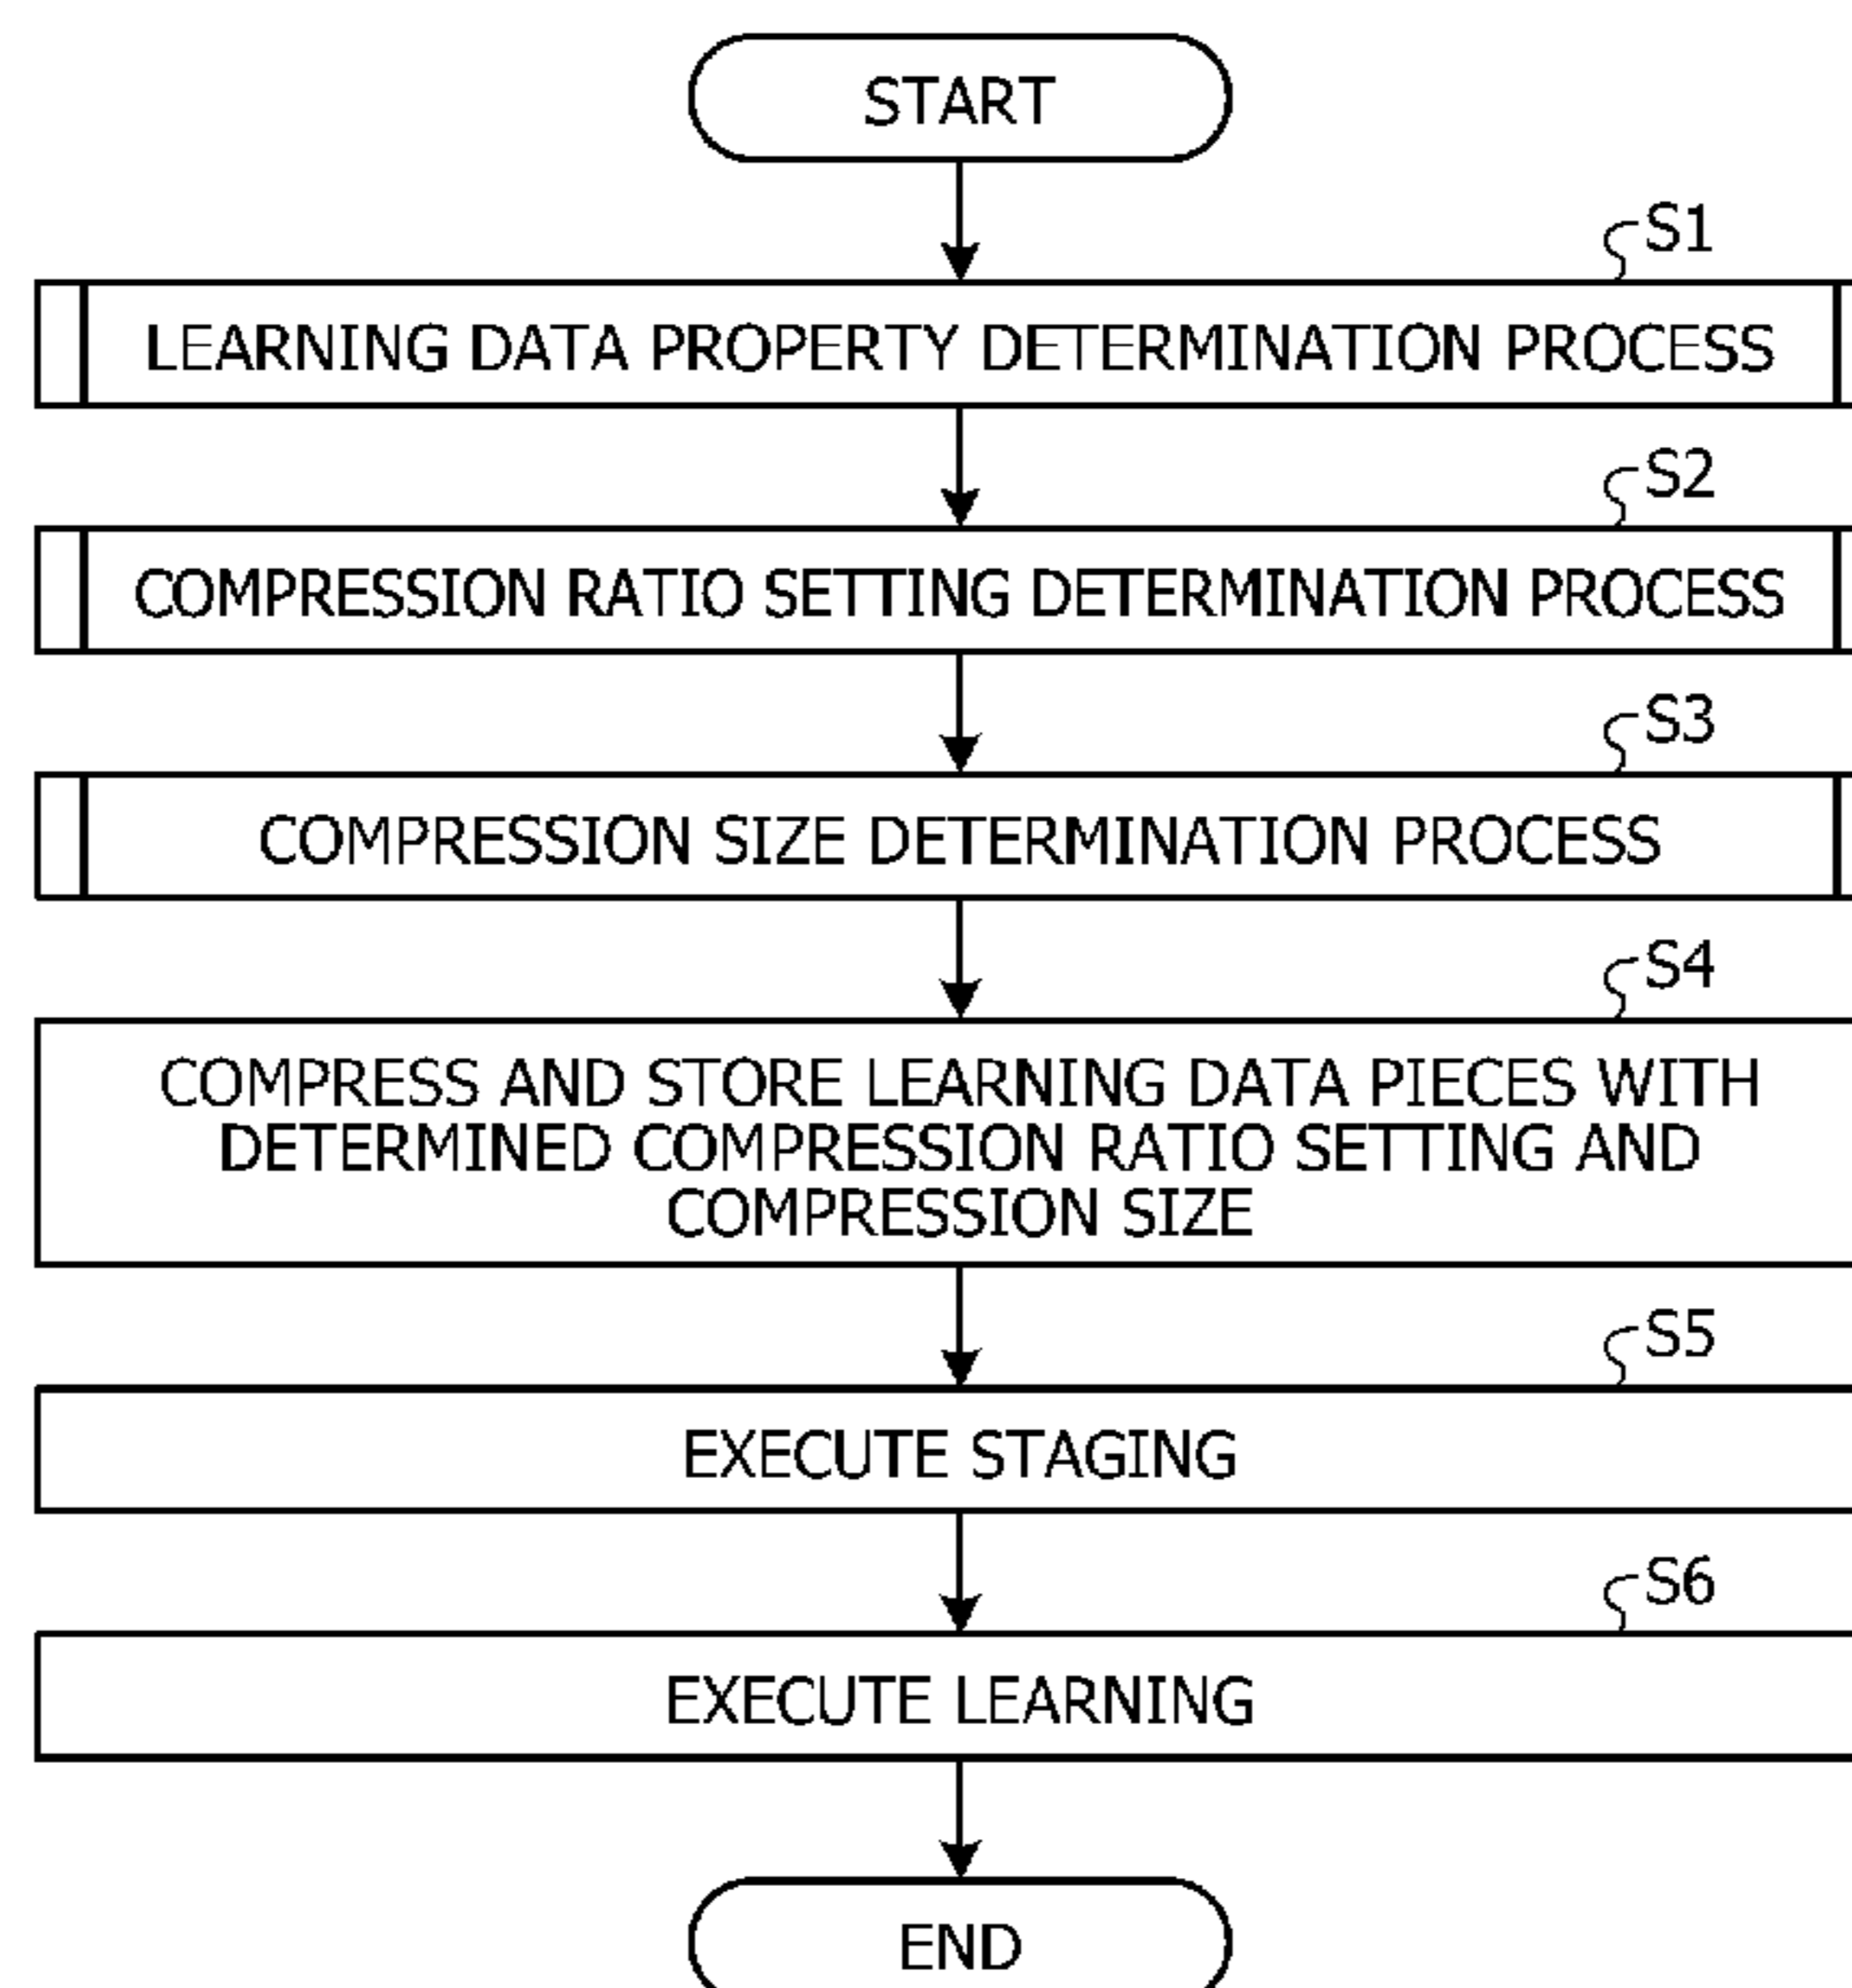 START
S1
LEARNING DATA PROPERTY DETERMINATION PROCESS
S2
COMPRESSION RATIO SETTING DETERMINATION PROCESS
S3
COMPRESSION SIZE DETERMINATION PROCESS
S4
COMPRESS AND STORE LEARNING DATA PIECES WITH
DETERMINED COMPRESSION RATIO SETTING AND
COMPRESSION SIZE
S5
EXECUTE STAGING
S6
EXECUTE LEARNING
END